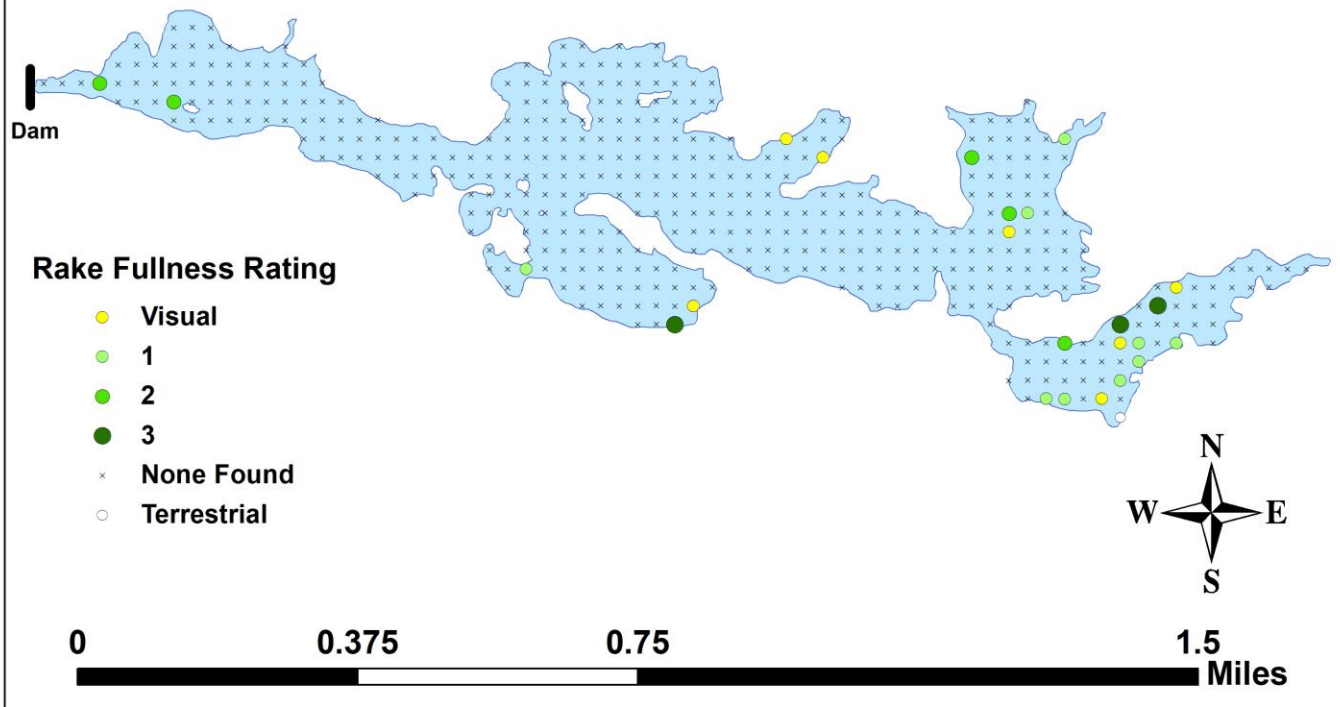 Dam
Rake Fullness Rating
Visual
1
2
3
None Found
Terrestrial
N
W E
S
0 0.375 0.75 1.5
Miles